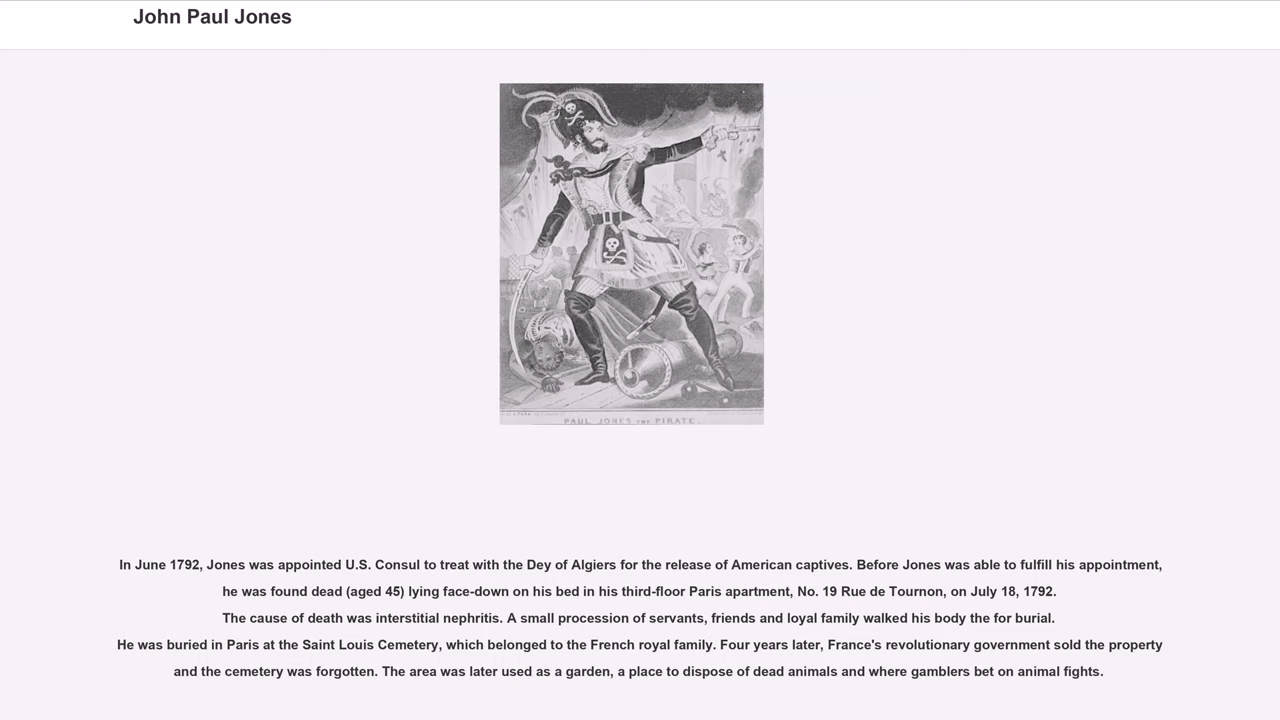 John Paul Jones
PAUL JONES THE PIRATE.
In June 1792, Jones was appointed U.S. Consul to treat with the Dey of Algiers for the release of American captives. Before Jones was able to fulfill his appointment,
he was found dead (aged 45) lying face-down on his bed in his third-floor Paris apartment, No. 19 Rue de Tournon, on July 18, 1792.
The cause of death was interstitial nephritis. A small procession of servants, friends and loyal family walked his body the for burial.
He was buried in Paris at the Saint Louis Cemetery, which belonged to the French royal family. Four years later, France's revolutionary government sold the property
and the cemetery was forgotten. The area was later used as a garden, a place to dispose of dead animals and where gamblers bet on animal fights.